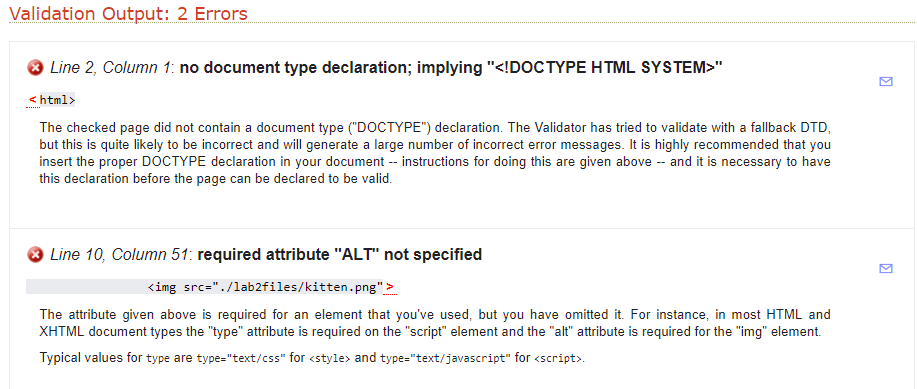 Validation Output: 2 Errors
Line 2, Column 1: no document type declaration; implying "<!DOCTYPE HTML SYSTEM>"
<html>
The checked page did not contain a document type ("DOCTYPE") declaration. The Validator has tried to validate with a fallback DTD,
but this is quite likely to be incorrect and will generate a large number of incorrect error messages. It is highly recommended that you
insert the proper DOCTYPE declaration in your document -- instructions for doing this are given above -- and it is necessary to have
this declaration before the page can be declared to be valid.
Line 10, Column 51: required attribute "ALT" not specified
<img src="./lab2files/kitten.png">
The attribute given above is required for an element that you've used, but you have omitted it. For instance, in most HTML and
XHTML document types the "type" attribute is required on the "script" element and the "alt" attribute is required for the "img" element.
Typical values for type are type="text/css" for <style> and type="text/javascript" for <script>.